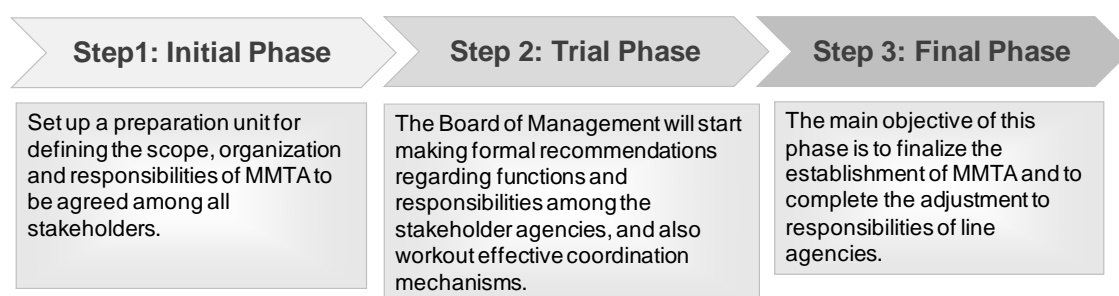 Step1: Initial Phase
Step 2: Trial Phase
Step 3: Final Phase
Set up a preparation unit for
defining the scope, organization
and responsibilities of MMTA to
be agreed among all
stakeholders.
The Board of Management will start
making formal recommendations
regarding functions and
responsibilities among the
stakeholder agencies, and also
workout effective coordination
mechanisms.
The main objective of this
phase is to finalize the
establishment of MMTA and to
complete the adjustment to
responsibilities of line
agencies.